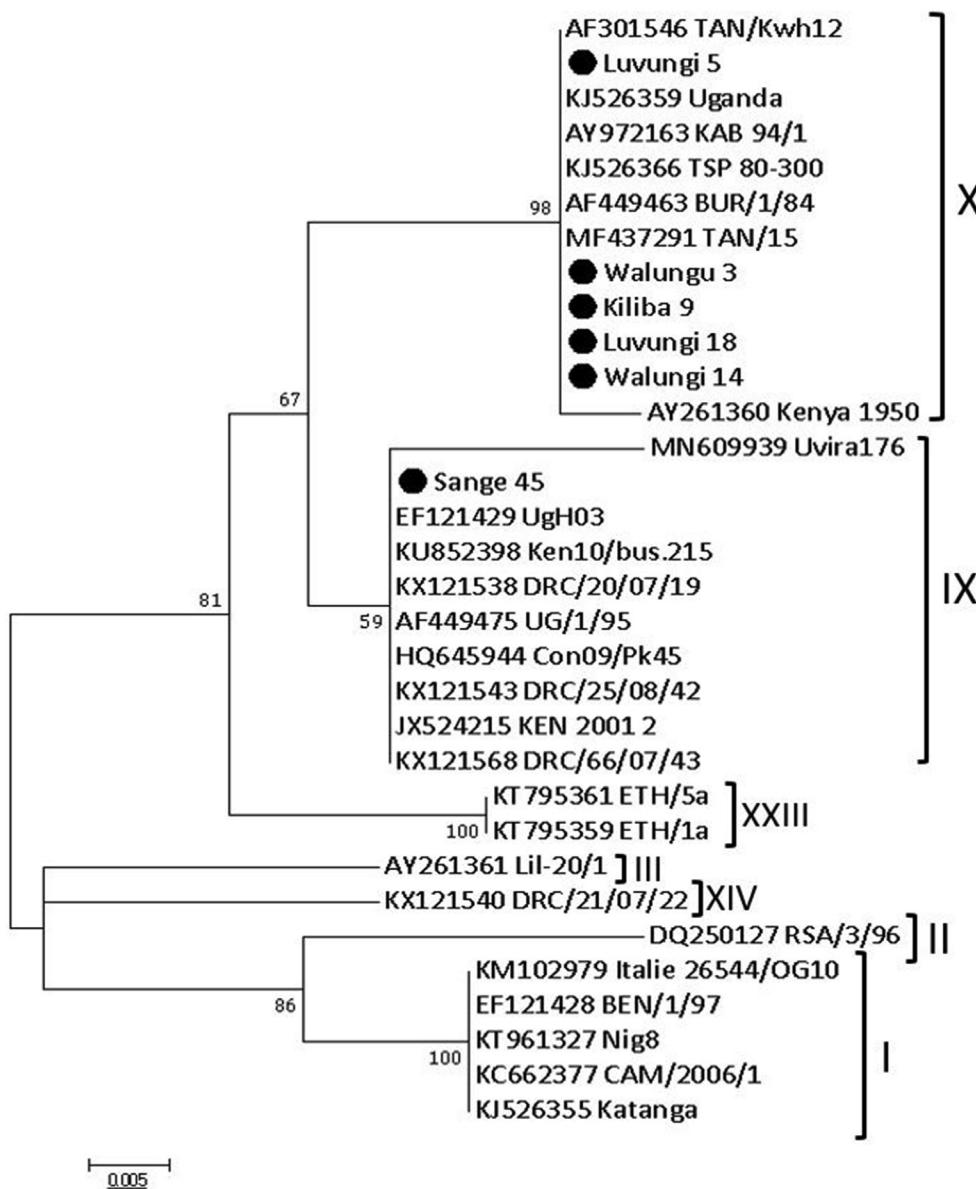 AF301546 TAN/Kwh12
Luvungi 5
KJ526359 Uganda
AY972163 KAB 94/1
KJ526366 TSP 80-300
AF449463 BUR/1/84
98
X
MF437291 TAN/15
Walungu 3
Kiliba 9
Luvungi 18
Walungi 14
67
AY261360 Kenya 1950
MN609939 Uvira176
Sange 45
EF121429 UgH03
KU852398 Ken10/bus.215
KX121538 DRC/20/07/19
IX
81
AF449475 UG/1/95
59
HQ645944 Con09/Pk45
KX121543 DRC/25/08/42
JX524215 KEN 2001 2
KX121568 DRC/66/07/43
KT795361 ETH/5a
XXIII
100
KT795359 ETH/1a
AY261361 Lil-20/1
III
KX121540 DRC/21/07/22
XIV
DQ250127 RSA/3/96
II
KM102979 Italie 26544/OG10
86
EF121428 BEN/1/97
KT961327 Nig8
I
100
KC662377 CAM/2006/1
KJ526355 Katanga
0.005